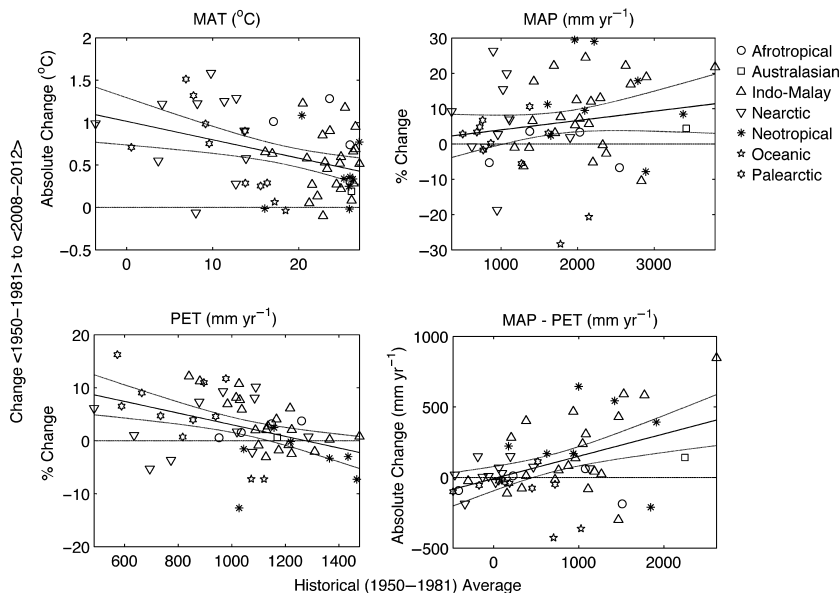 MAT (°C)
MAP (mm yr⁻¹)
Absolute Change (°C)
2
1.5
1
0.5
0
−0.5
0
10
20
% Change
30
20
10
0
−10
−20
−30
1000
2000
3000
Afrotropical
Australasian
Indo-Malay
Nearctic
Neotropical
Oceanic
Palearctic
Change <1950−1981> to <2008−2012>
PET (mm yr⁻¹)
MAP - PET (mm yr⁻¹)
% Change
20
10
0
−10
−20
600
800
1000
1200
1400
Absolute Change (mm yr⁻¹)
1000
500
0
−500
0
1000
2000
Historical (1950−1981) Average